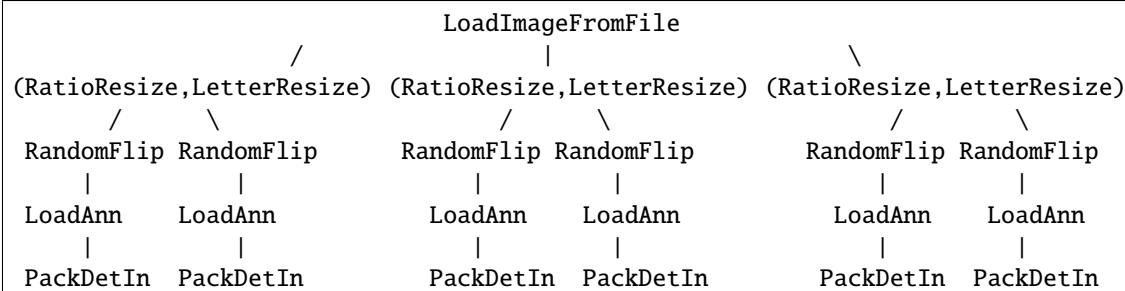 LoadImageFromFile
/ | \
(RatioResize,LetterResize) (RatioResize,LetterResize) (RatioResize,LetterResize)
/ \ / \ / \
RandomFlip RandomFlip RandomFlip RandomFlip RandomFlip RandomFlip
| | | | | |
LoadAnn LoadAnn LoadAnn LoadAnn LoadAnn LoadAnn
| | | | | |
PackDetIn PackDetIn PackDetIn PackDetIn PackDetIn PackDetIn